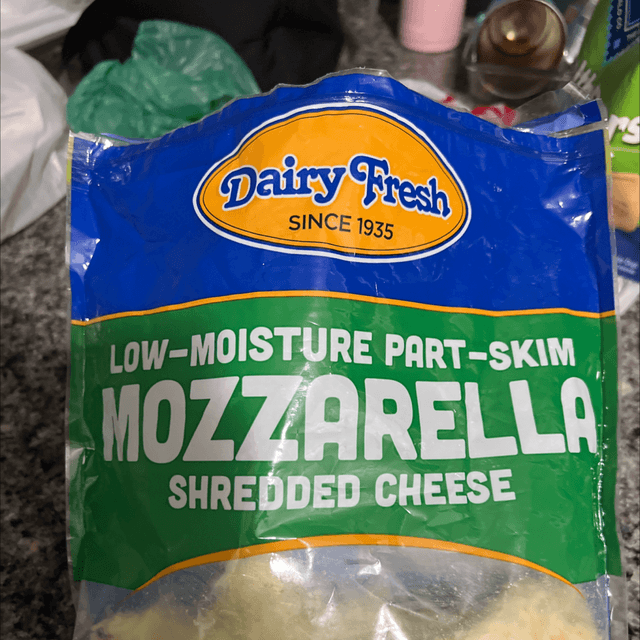 Dairy Fresh
SINCE 1935
LOW-MOISTURE PART-SKIM
MOZZARELLA
SHREDDED CHEESE